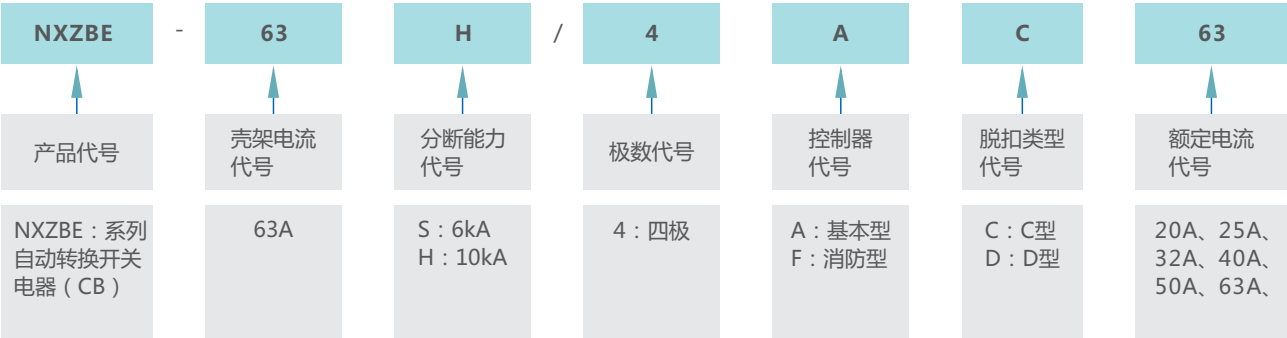 NXZBE - 63 H / 4 A C 63
产品代号
壳架电流
代号
分断能力
代号
极数代号
控制器
代号
脱扣类型
代号
额定电流
代号
NXZBE：系列
自动转换开关
电器（CB）
63A
S：6kA
H：10kA
4：四极
A：基本型
F：消防型
C：C型
D：D型
20A、25A、
32A、40A、
50A、63A、